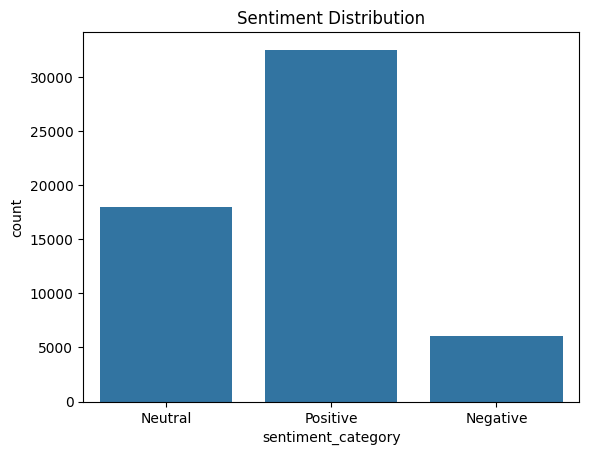 Sentiment Distribution
count
30000
25000
20000
15000
10000
5000
0
Neutral Positive Negative
sentiment_category